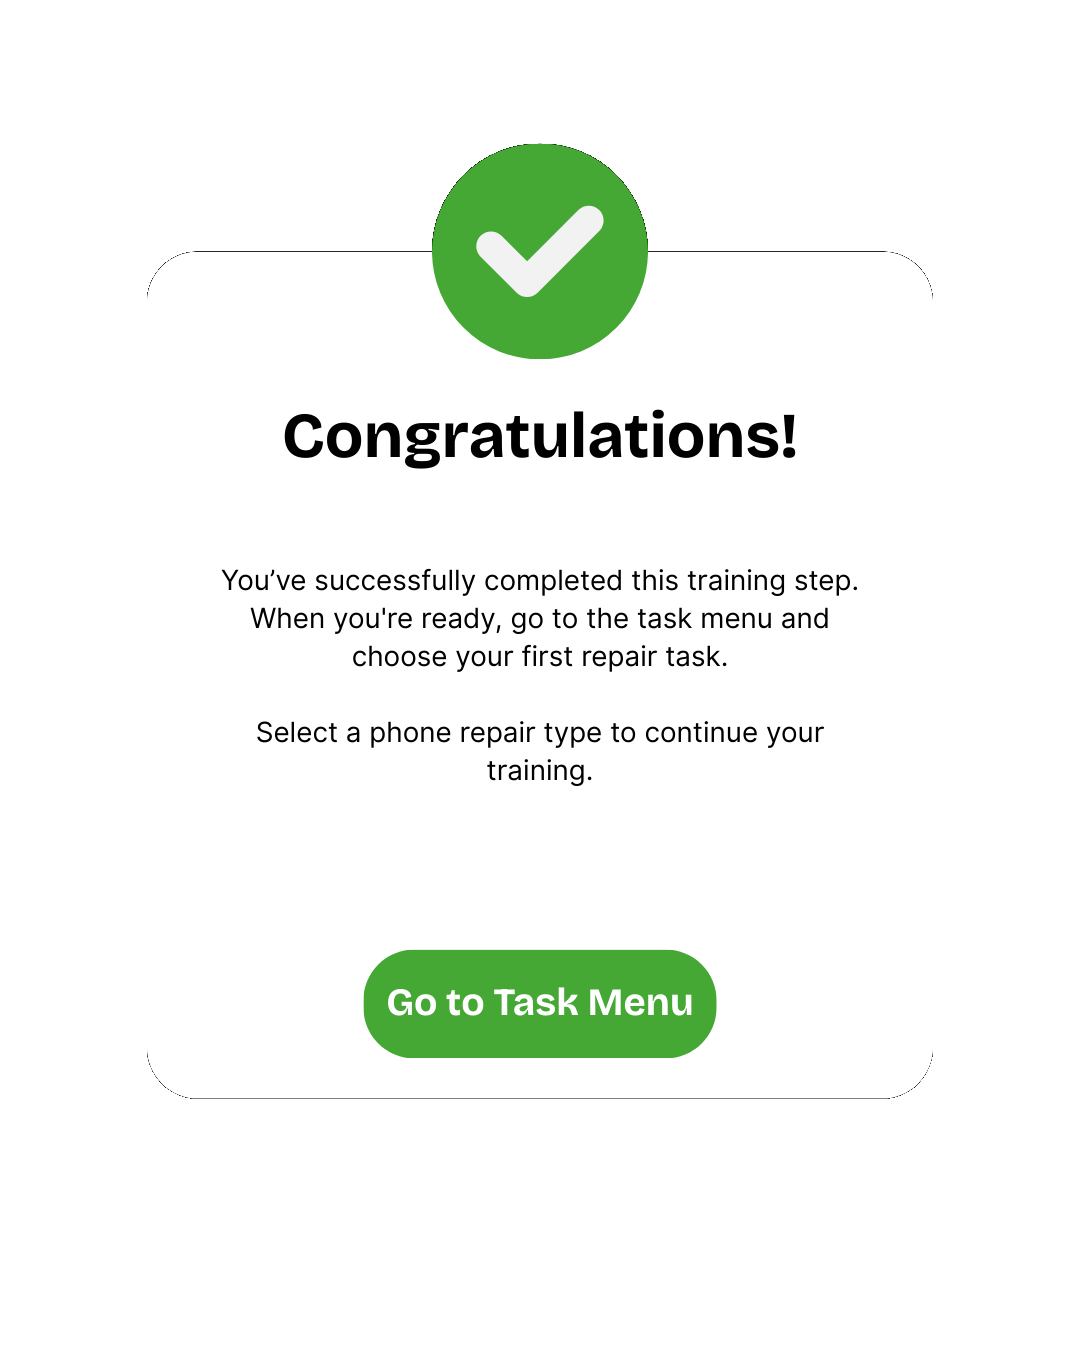 Congratulations!
You’ve successfully completed this training step.
When you're ready, go to the task menu and
choose your first repair task.
Select a phone repair type to continue your
training.
Go to Task Menu